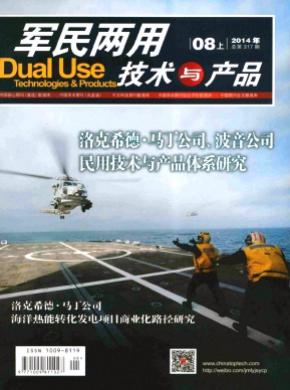 军民两用
08上
2014年
总第317期
Dual Use
Technologies & Products
技术与产品
洛克希德·马丁公司、波音公司
民用技术与产品体系研究
洛克希德·马丁公司
海洋热能转化发电项目商业化路径研究
ISSN 1009-8119
www.chinatoptech.com
http://weibo.com/jmlyjsycp